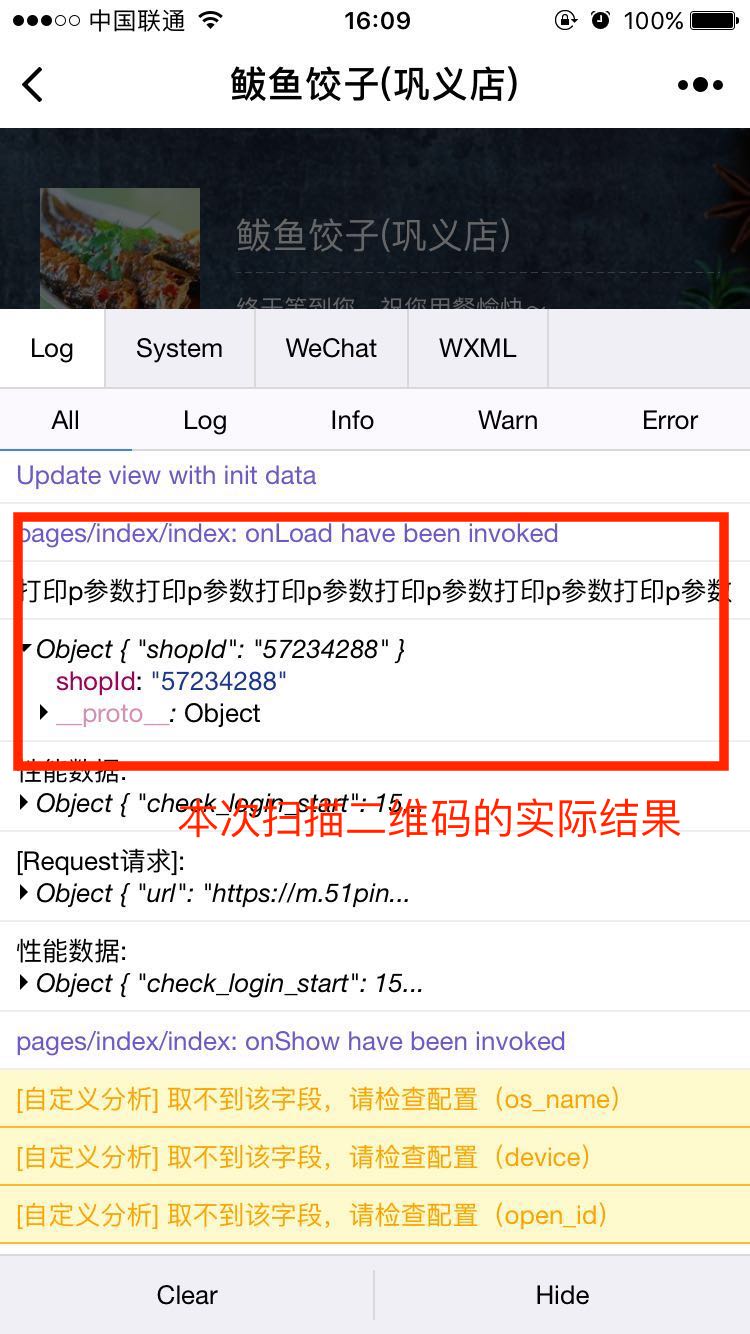 中国联通 16:09 100%
鲅鱼饺子(巩义店)
鲅鱼饺子(巩义店)
终于等到您，祝您用餐愉快～
Log System WeChat WXML
All Log Info Warn Error
Update view with init data
pages/index/index: onLoad have been invoked
打印p参数打印p参数打印p参数打印p参数打印p参数打印p参数
Object { "shopId": "57234288" }
shopId: "57234288"
__proto__: Object
性能数据:
Object { "check_login_start": 15...
本次扫描二维码的实际结果
[Request请求]:
Object { "url": "https://m.51pin...
性能数据:
Object { "check_login_start": 15...
pages/index/index: onShow have been invoked
[自定义分析] 取不到该字段，请检查配置（os_name）
[自定义分析] 取不到该字段，请检查配置（device）
[自定义分析] 取不到该字段，请检查配置（open_id）
Clear Hide